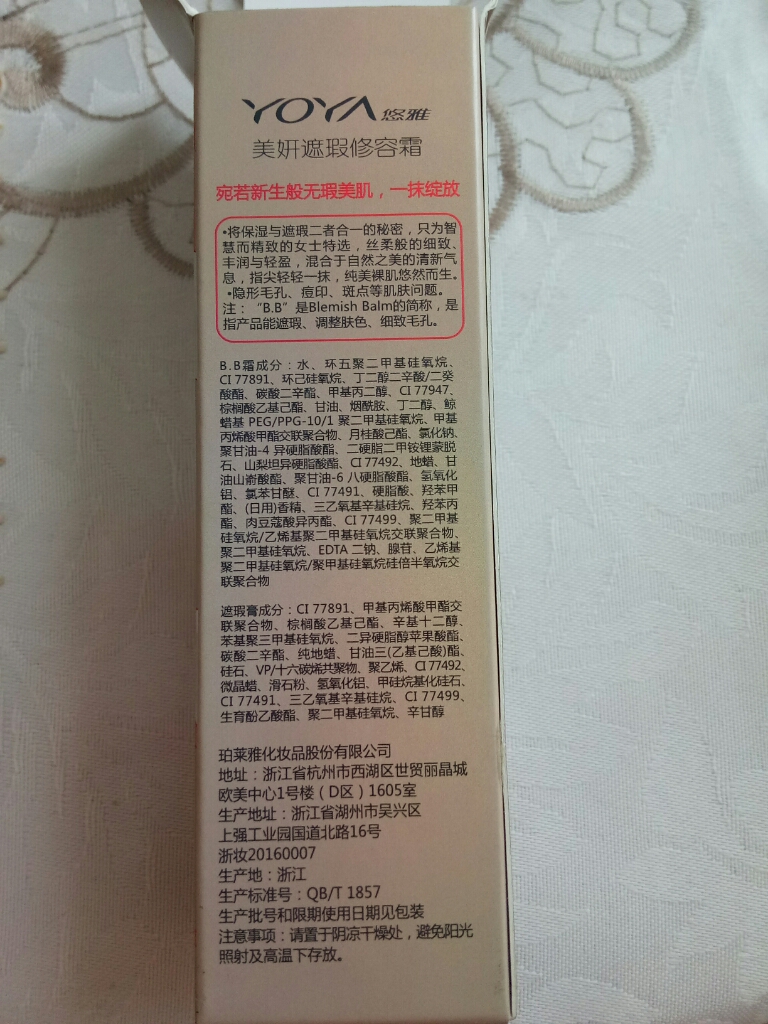 YOYA 悠雅
美妍遮瑕修容霜
宛若新生般无瑕美肌，一抹绽放
•将保湿与遮瑕二者合一的秘密，只为智
慧而精致的女士特选，丝柔般的细致、
丰润与轻盈，混合于自然之美的清新气
息，指尖轻轻一抹，纯美裸肌悠然而生。
•隐形毛孔、痘印、斑点等肌肤问题。
注：“B.B”是Blemish Balm的简称，是
指产品能遮瑕、调整肤色、细致毛孔。
B.B霜成分：水、环五聚二甲基硅氧烷、
CI 77891、环己硅氧烷、丁二醇二辛酸/二癸
酸酯、碳酸二辛酯、甲基丙二醇、CI 77947、
棕榈酸乙基己酯、甘油、烟酰胺、丁二醇、鲸
蜡基 PEG/PPG-10/1 聚二甲基硅氧烷、甲基
丙烯酸甲酯交联聚合物、月桂酸己酯、氯化钠、
聚甘油-4 异硬脂酸酯、二硬脂二甲铵锂蒙脱
石、山梨坦异硬脂酸酯、CI 77492、地蜡、甘
油山嵛酸酯、聚甘油-6 八硬脂酸酯、氢氧化
铝、氯苯甘醚、CI 77491、硬脂酸、羟苯甲
酯、(日用)香精、三乙氧基辛基硅烷、羟苯丙
酯、肉豆蔻酸异丙酯、CI 77499、聚二甲基
硅氧烷/乙烯基聚二甲基硅氧烷交联聚合物、
聚二甲基硅氧烷、EDTA 二钠、腺苷、乙烯基
聚二甲基硅氧烷/聚甲基硅氧烷硅倍半氧烷交
联聚合物
遮瑕膏成分：CI 77891、甲基丙烯酸甲酯交
联聚合物、棕榈酸乙基己酯、辛基十二醇、
苯基聚三甲基硅氧烷、二异硬脂醇苹果酸酯、
碳酸二辛酯、纯地蜡、甘油三(乙基己酸)酯、
硅石、VP/十六碳烯共聚物、聚乙烯、CI 77492、
微晶蜡、滑石粉、氢氧化铝、甲硅烷基化硅石、
CI 77491、三乙氧基辛基硅烷、CI 77499、
生育酚乙酸酯、聚二甲基硅氧烷、辛甘醇
珀莱雅化妆品股份有限公司
地址：浙江省杭州市西湖区世贸丽晶城
欧美中心1号楼（D区）1605室
生产地址：浙江省湖州市吴兴区
上强工业园国道北路16号
浙妆20160007
生产地：浙江
生产标准号：QB/T 1857
生产批号和限期使用日期见包装
注意事项：请置于阴凉干燥处，避免阳光
照射及高温下存放。